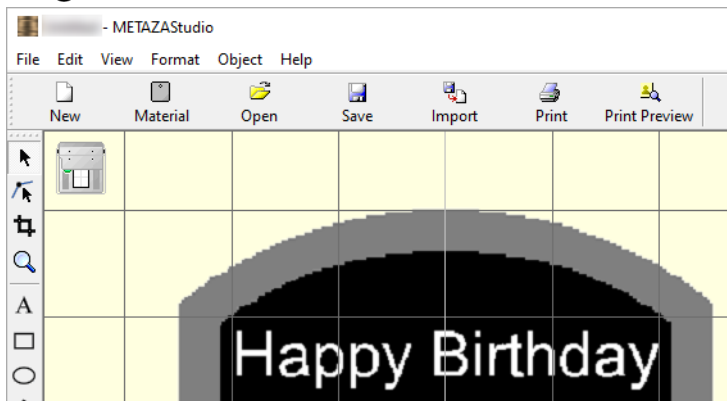 - METAZAStudio
File Edit View Format Object Help
New Material Open Save Import Print Print Preview
A
Happy Birthday